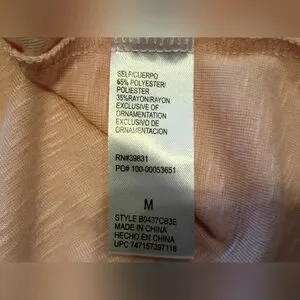 SELF/CUERPO
65% POLYESTER/
POLIESTER
35%RAYON/RAYON
EXCLUSIVE OF
ORNAMENTATION
EXCLUSIVO DE
ORNAMENTACION
RN#39831
PO# 100-00053651
M
STYLE B0437CB3E
MADE IN CHINA
HECHO EN CHINA
UPC 747157397118